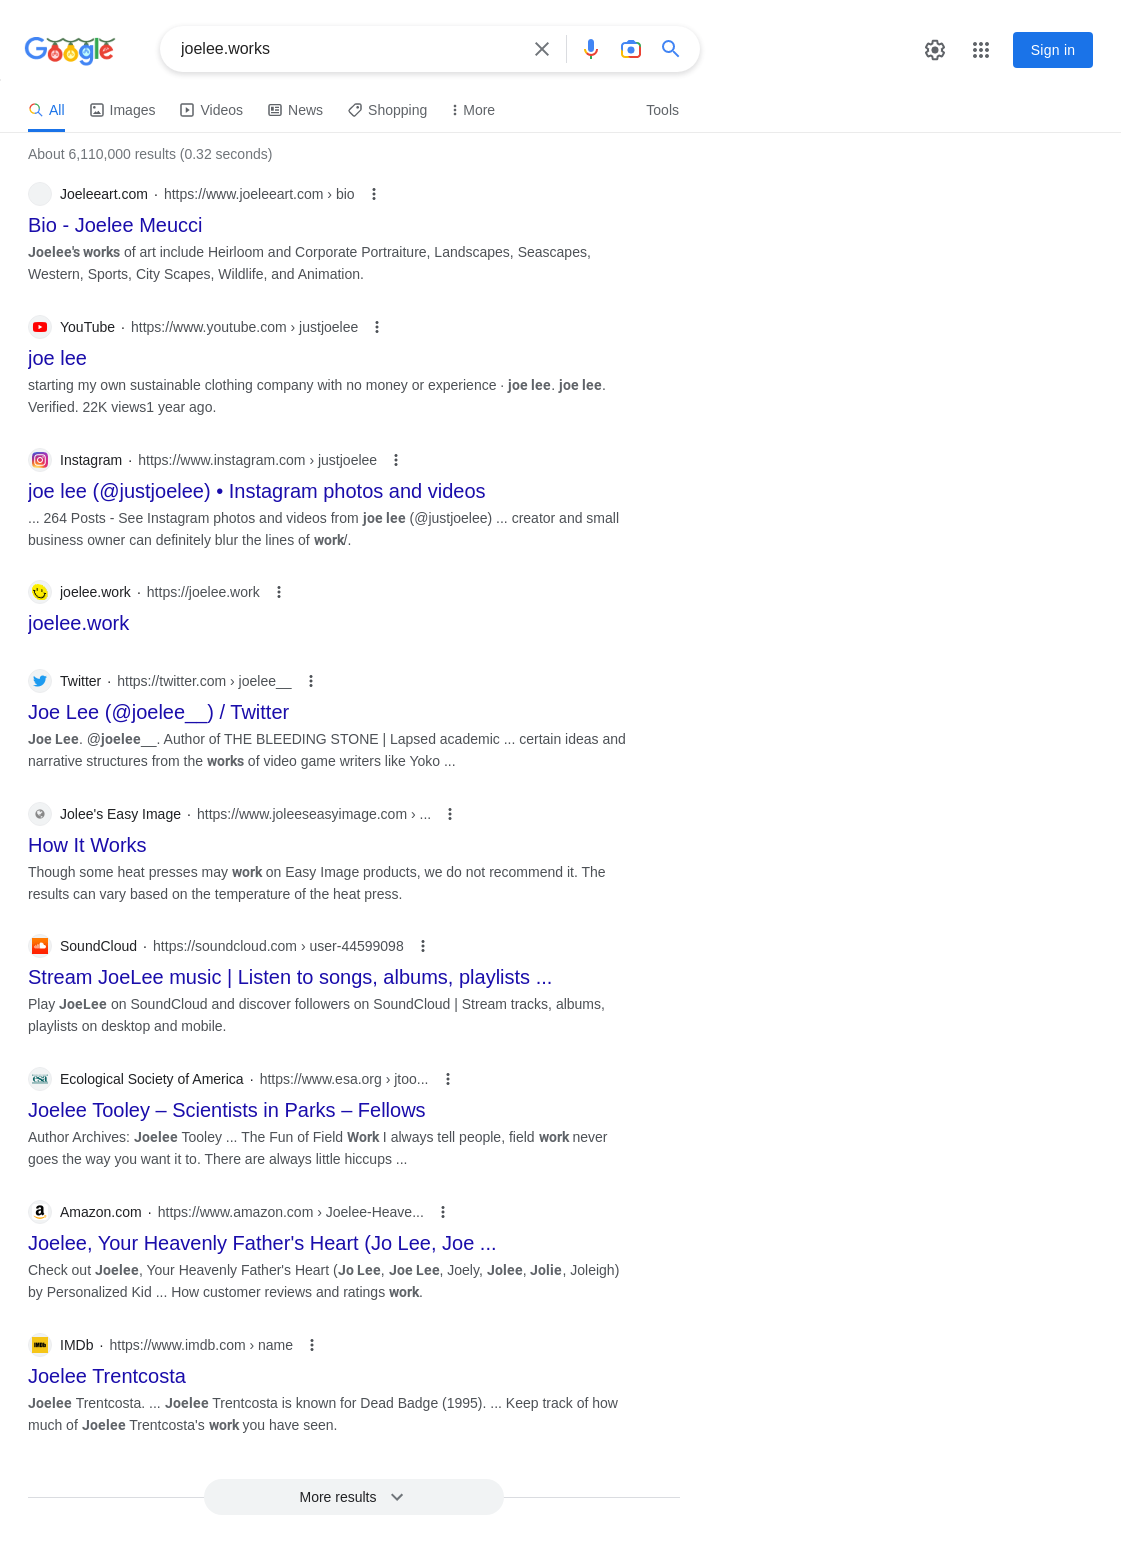 Google
joelee.works
Sign in
All Images Videos News Shopping More Tools
About 6,110,000 results (0.32 seconds)
Joeleeart.com · https://www.joeleeart.com › bio
Bio - Joelee Meucci
Joelee's works of art include Heirloom and Corporate Portraiture, Landscapes, Seascapes,
Western, Sports, City Scapes, Wildlife, and Animation.
YouTube · https://www.youtube.com › justjoelee
joe lee
starting my own sustainable clothing company with no money or experience · joe lee. joe lee.
Verified. 22K views1 year ago.
Instagram · https://www.instagram.com › justjoelee
joe lee (@justjoelee) • Instagram photos and videos
... 264 Posts - See Instagram photos and videos from joe lee (@justjoelee) ... creator and small
business owner can definitely blur the lines of work/.
joelee.work · https://joelee.work
joelee.work
Twitter · https://twitter.com › joelee__
Joe Lee (@joelee__) / Twitter
Joe Lee. @joelee__. Author of THE BLEEDING STONE | Lapsed academic ... certain ideas and
narrative structures from the works of video game writers like Yoko ...
Jolee's Easy Image · https://www.joleeseasyimage.com › ...
How It Works
Though some heat presses may work on Easy Image products, we do not recommend it. The
results can vary based on the temperature of the heat press.
SoundCloud · https://soundcloud.com › user-44599098
Stream JoeLee music | Listen to songs, albums, playlists ...
Play JoeLee on SoundCloud and discover followers on SoundCloud | Stream tracks, albums,
playlists on desktop and mobile.
esa Ecological Society of America · https://www.esa.org › jtoo...
Joelee Tooley – Scientists in Parks – Fellows
Author Archives: Joelee Tooley ... The Fun of Field Work I always tell people, field work never
goes the way you want it to. There are always little hiccups ...
a Amazon.com · https://www.amazon.com › Joelee-Heave...
Joelee, Your Heavenly Father's Heart (Jo Lee, Joe ...
Check out Joelee, Your Heavenly Father's Heart (Jo Lee, Joe Lee, Joely, Jolee, Jolie, Joleigh)
by Personalized Kid ... How customer reviews and ratings work.
IMDb IMDb · https://www.imdb.com › name
Joelee Trentcosta
Joelee Trentcosta. ... Joelee Trentcosta is known for Dead Badge (1995). ... Keep track of how
much of Joelee Trentcosta's work you have seen.
More results